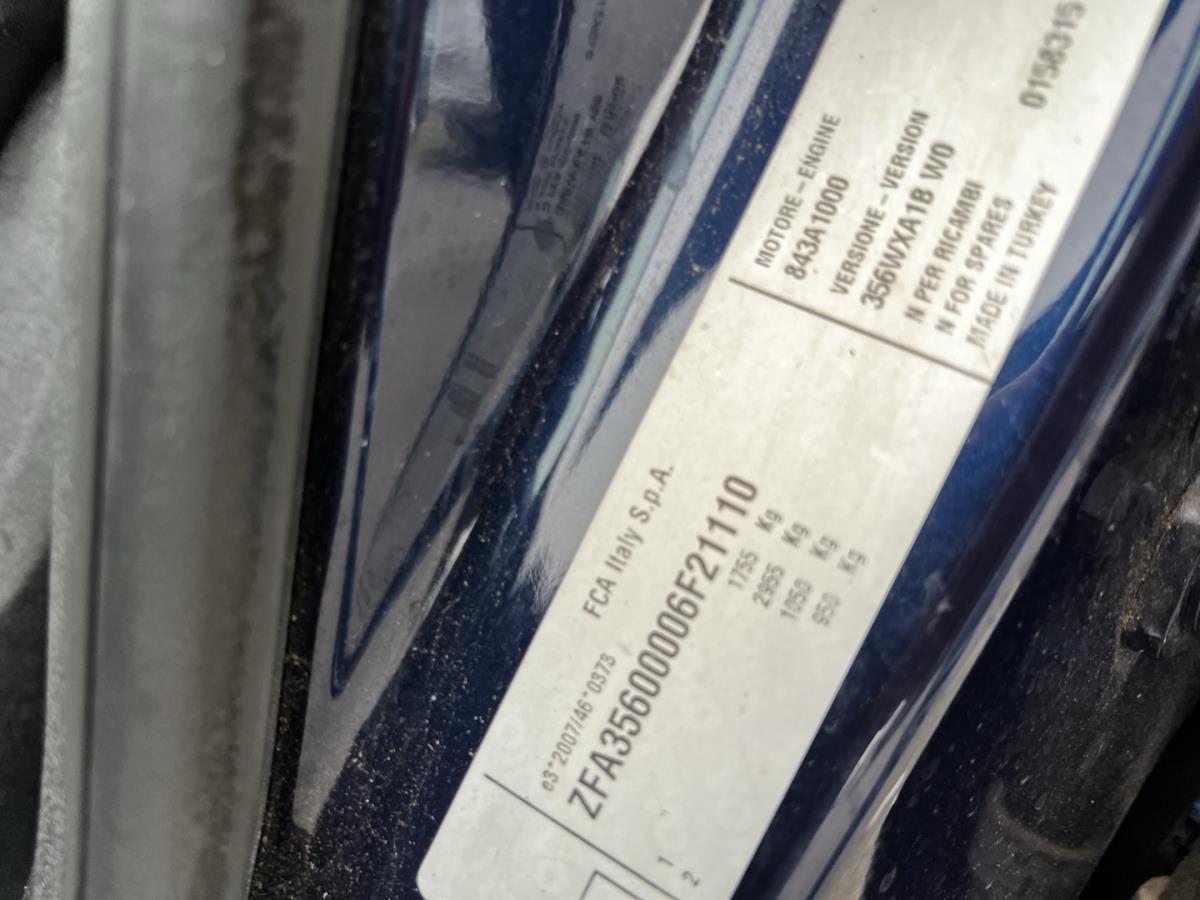 FCA Italy S.p.A.
e3*2007/46*0373
ZFA35600006F21110
1755 Kg
2955 Kg
1 1050 Kg
2 950 Kg
MOTORE - ENGINE
843A1000
VERSIONE - VERSION
356WXA1B W0
N PER RICAMBI
N FOR SPARES 0158315
MADE IN TURKEY